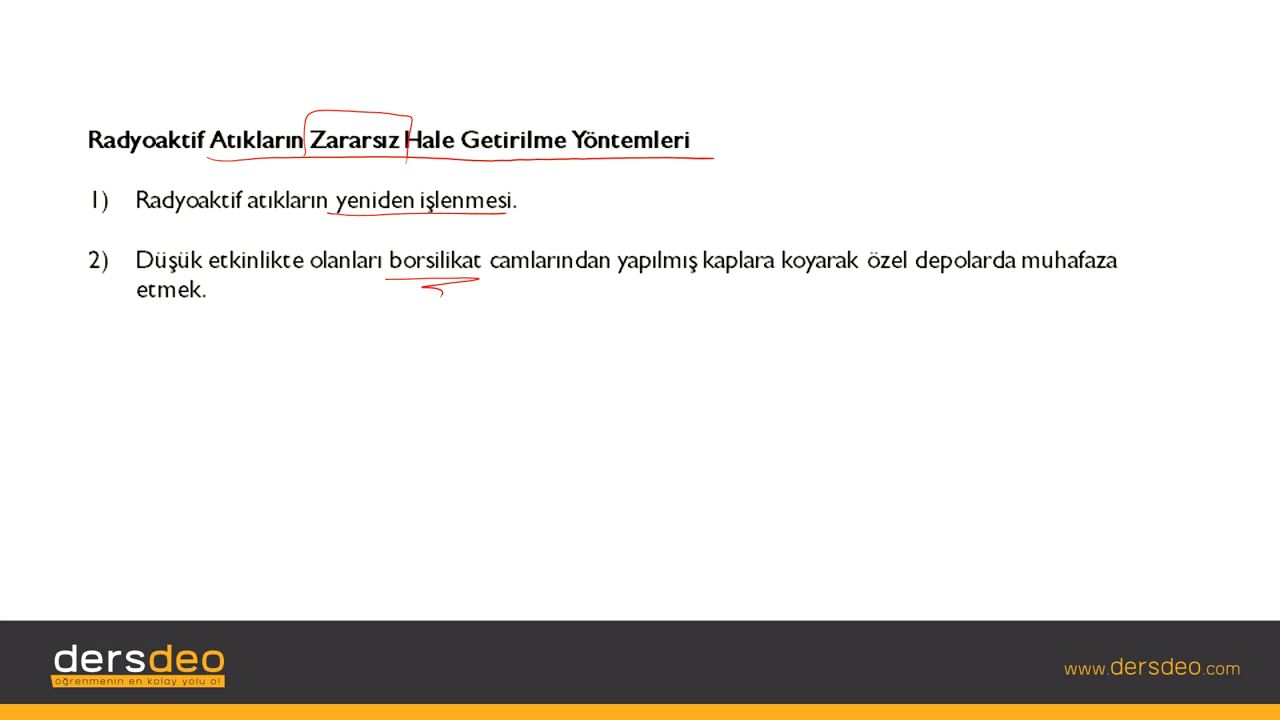 Radyoaktif Atıkların Zararsız Hale Getirilme Yöntemleri
1) Radyoaktif atıkların yeniden işlenmesi.
2) Düşük etkinlikte olanları borsilikat camlarından yapılmış kaplara koyarak özel depolarda muhafaza
etmek.
dersdeo
öğrenmenin en kolay yolu o!
www.dersdeo.com